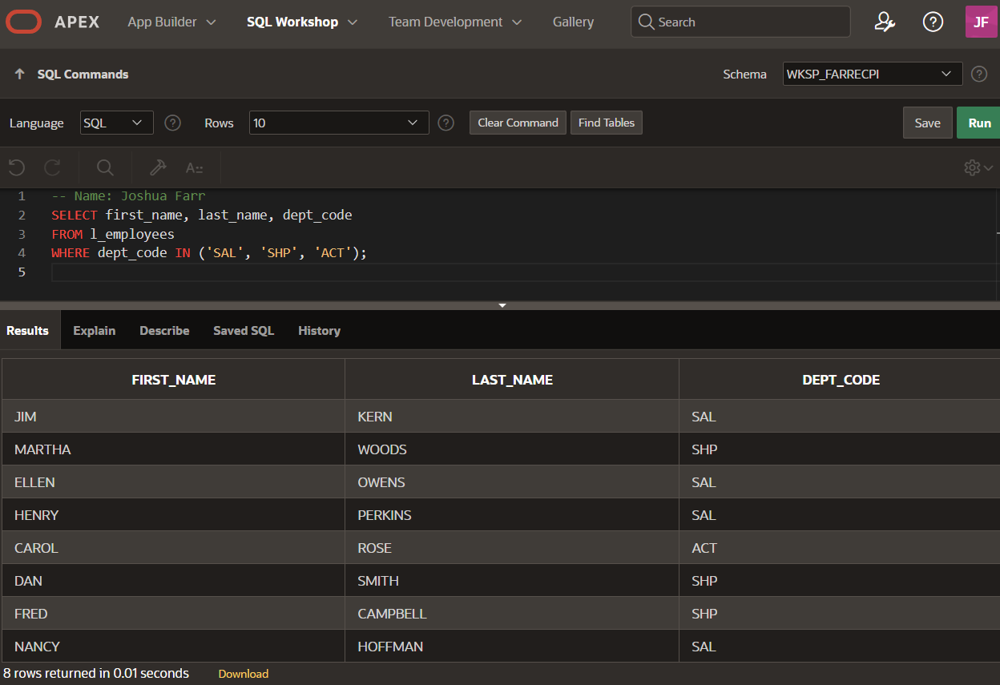 APEX App Builder SQL Workshop Team Development Gallery Search ? JF
SQL Commands Schema WKSP_FARRECPI ?
Language SQL ? Rows 10 ? Clear Command Find Tables Save Run
A
1 -- Name: Joshua Farr
2 SELECT first_name, last_name, dept_code
3 FROM l_employees
4 WHERE dept_code IN ('SAL', 'SHP', 'ACT');
5
Results Explain Describe Saved SQL History
FIRST_NAME LAST_NAME DEPT_CODE
JIM KERN SAL
MARTHA WOODS SHP
ELLEN OWENS SAL
HENRY PERKINS SAL
CAROL ROSE ACT
DAN SMITH SHP
FRED CAMPBELL SHP
NANCY HOFFMAN SAL
8 rows returned in 0.01 seconds Download